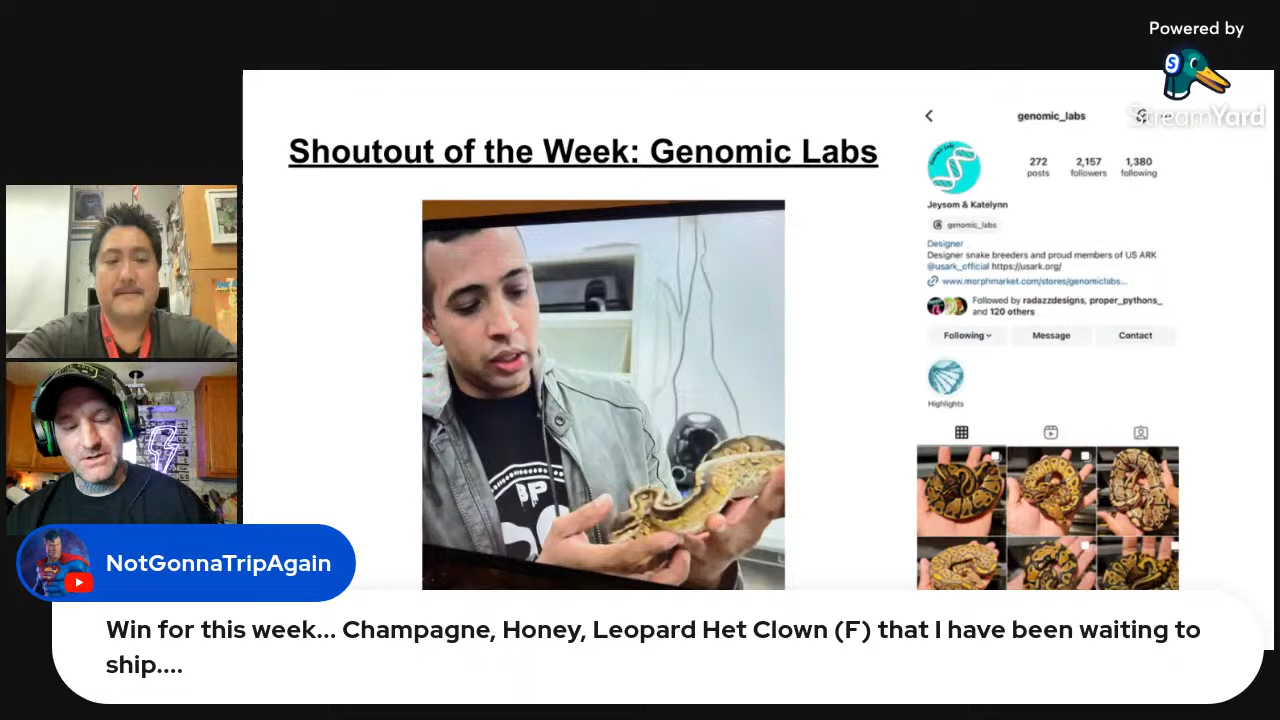 Powered by
StreamYard
Shoutout of the Week: Genomic Labs
genomic_labs
272
2,157
1,380
posts
followers
following
Jeysom & Katelynn
genomic_labs
Designer
Designer snake breeders and proud members of US ARK
@usark_official https://usark.org/
www.morphmarket.com/stores/genomiclabs...
Followed by radazzdesigns, proper_pythons_
and 120 others
Following
Message
Contact
Highlights
BP
NotGonnaTripAgain
Win for this week... Champagne, Honey, Leopard Het Clown (F) that I have been waiting to
ship....